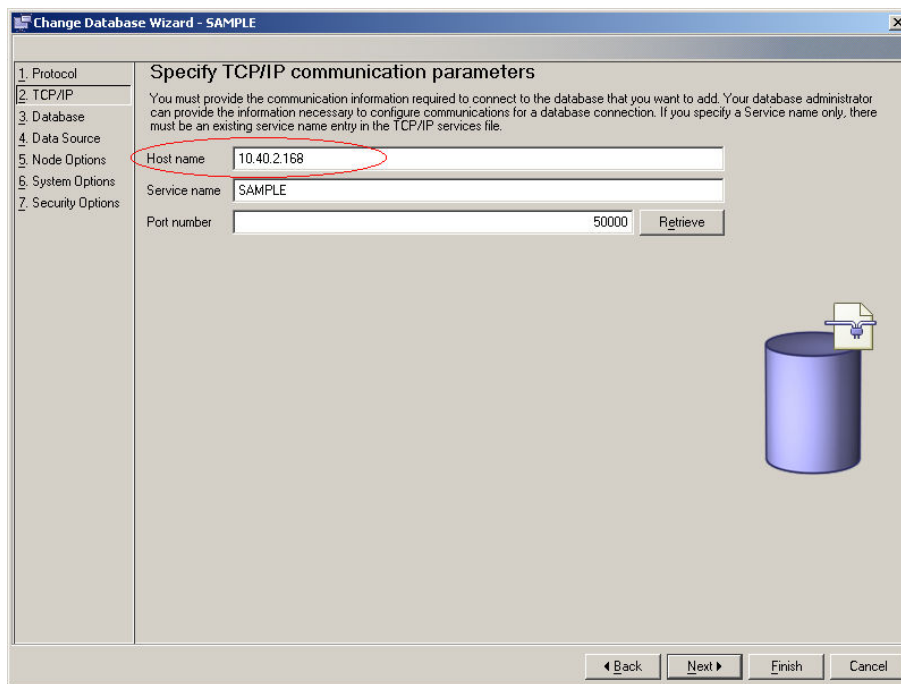 Change Database Wizard - SAMPLE
1. Protocol
2. TCP/IP
3. Database
4. Data Source
5. Node Options
6. System Options
7. Security Options
Specify TCP/IP communication parameters
You must provide the communication information required to connect to the database that you want to add. Your database administrator
can provide the information necessary to configure communications for a database connection. If you specify a Service name only, there
must be an existing service name entry in the TCP/IP services file.
Host name 10.40.2.168
Service name SAMPLE
Port number 50000 Retrieve
Back Next Finish Cancel